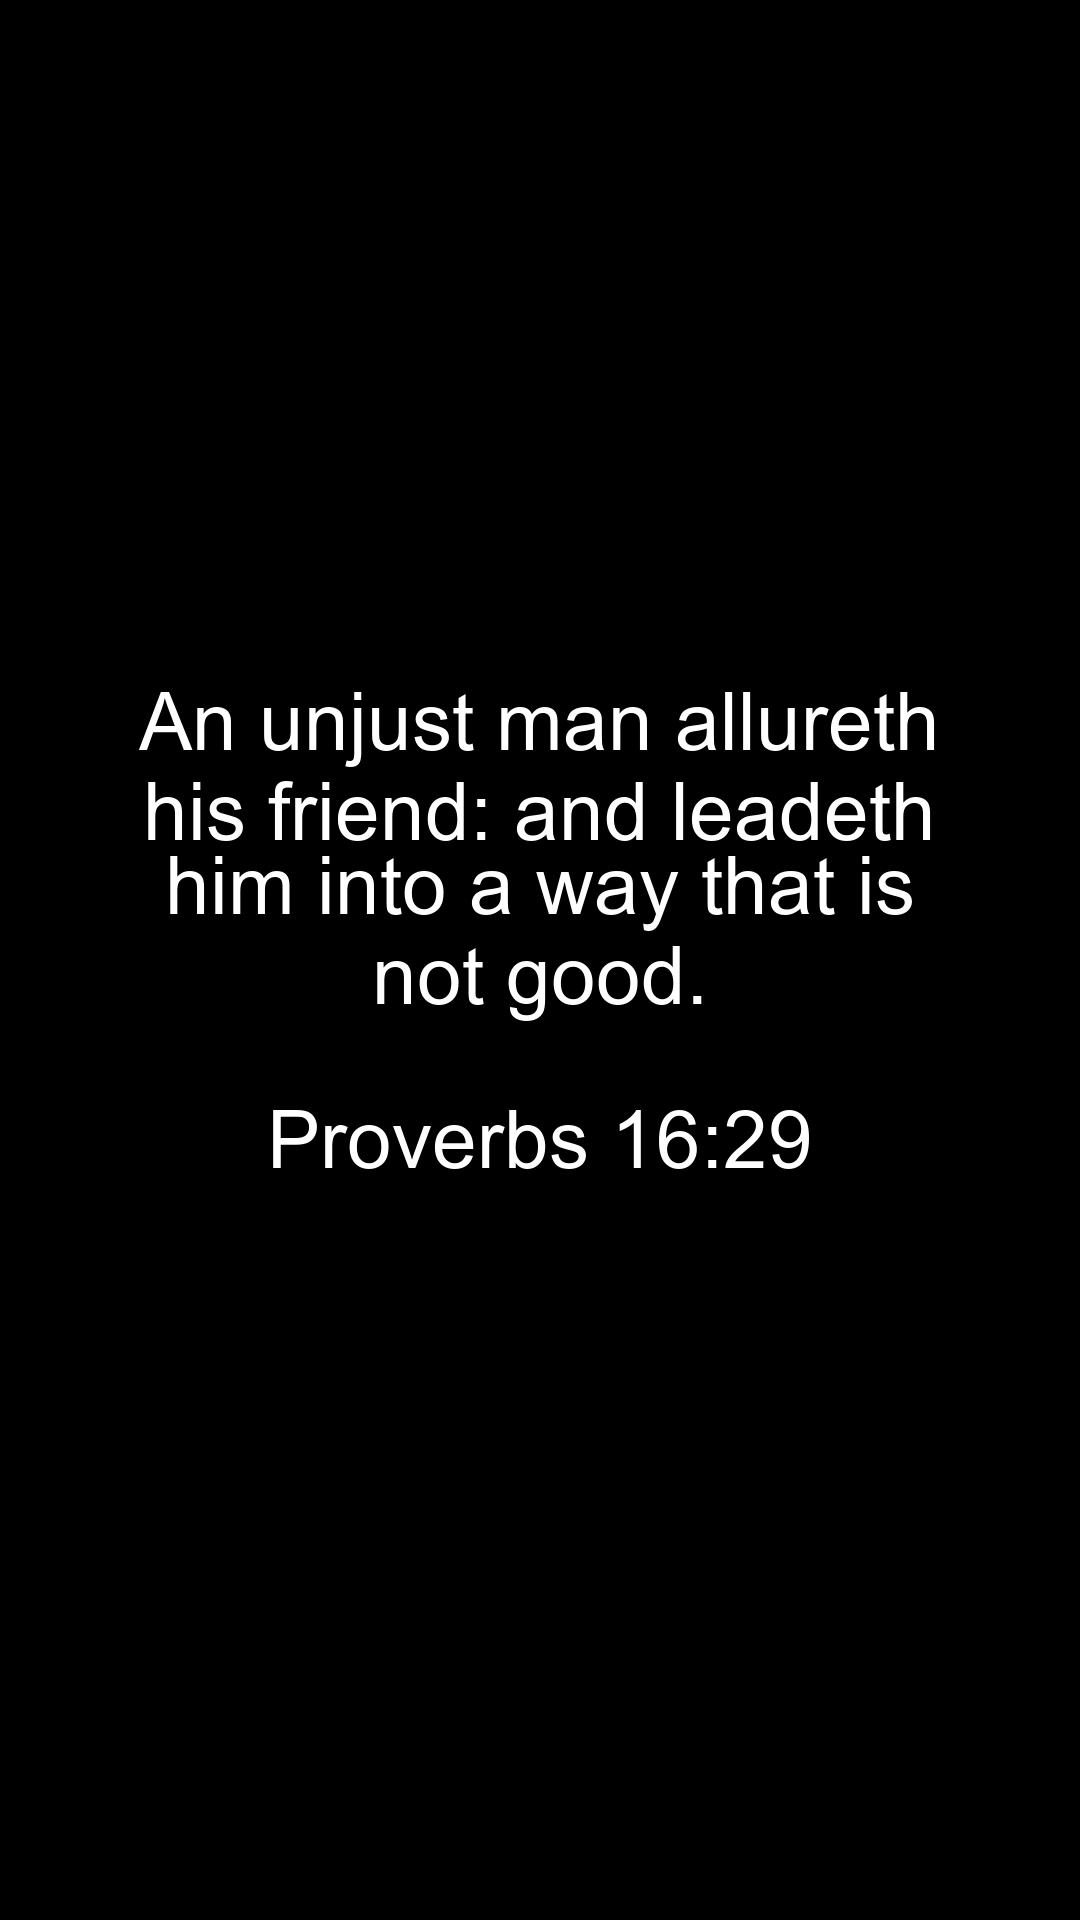 An unjust man allureth
his friend: and leadeth
him into a way that is
not good.
Proverbs 16:29